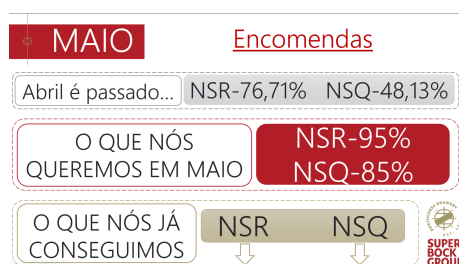 MAIO
Encomendas
Abril é passado... NSR-76,71% NSQ-48,13%
O QUE NÓS
QUEREMOS EM MAIO
NSR-95%
NSQ-85%
O QUE NÓS JÁ
CONSEGUIMOS
NSR NSQ
SUPER
BOCK
GROUP